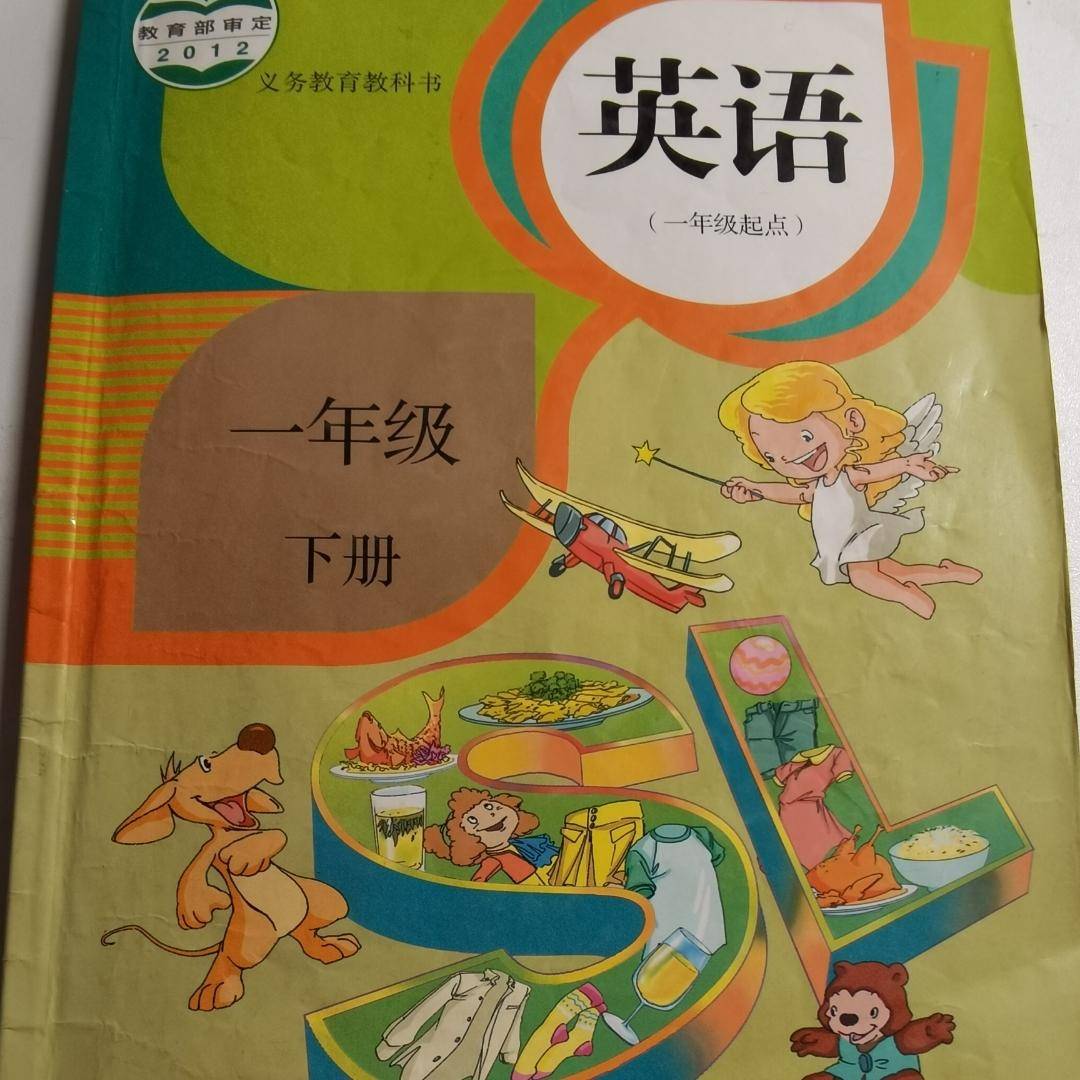 教育部审定
2012
义务教育教科书
英语
（一年级起点）
一年级
下册
SL